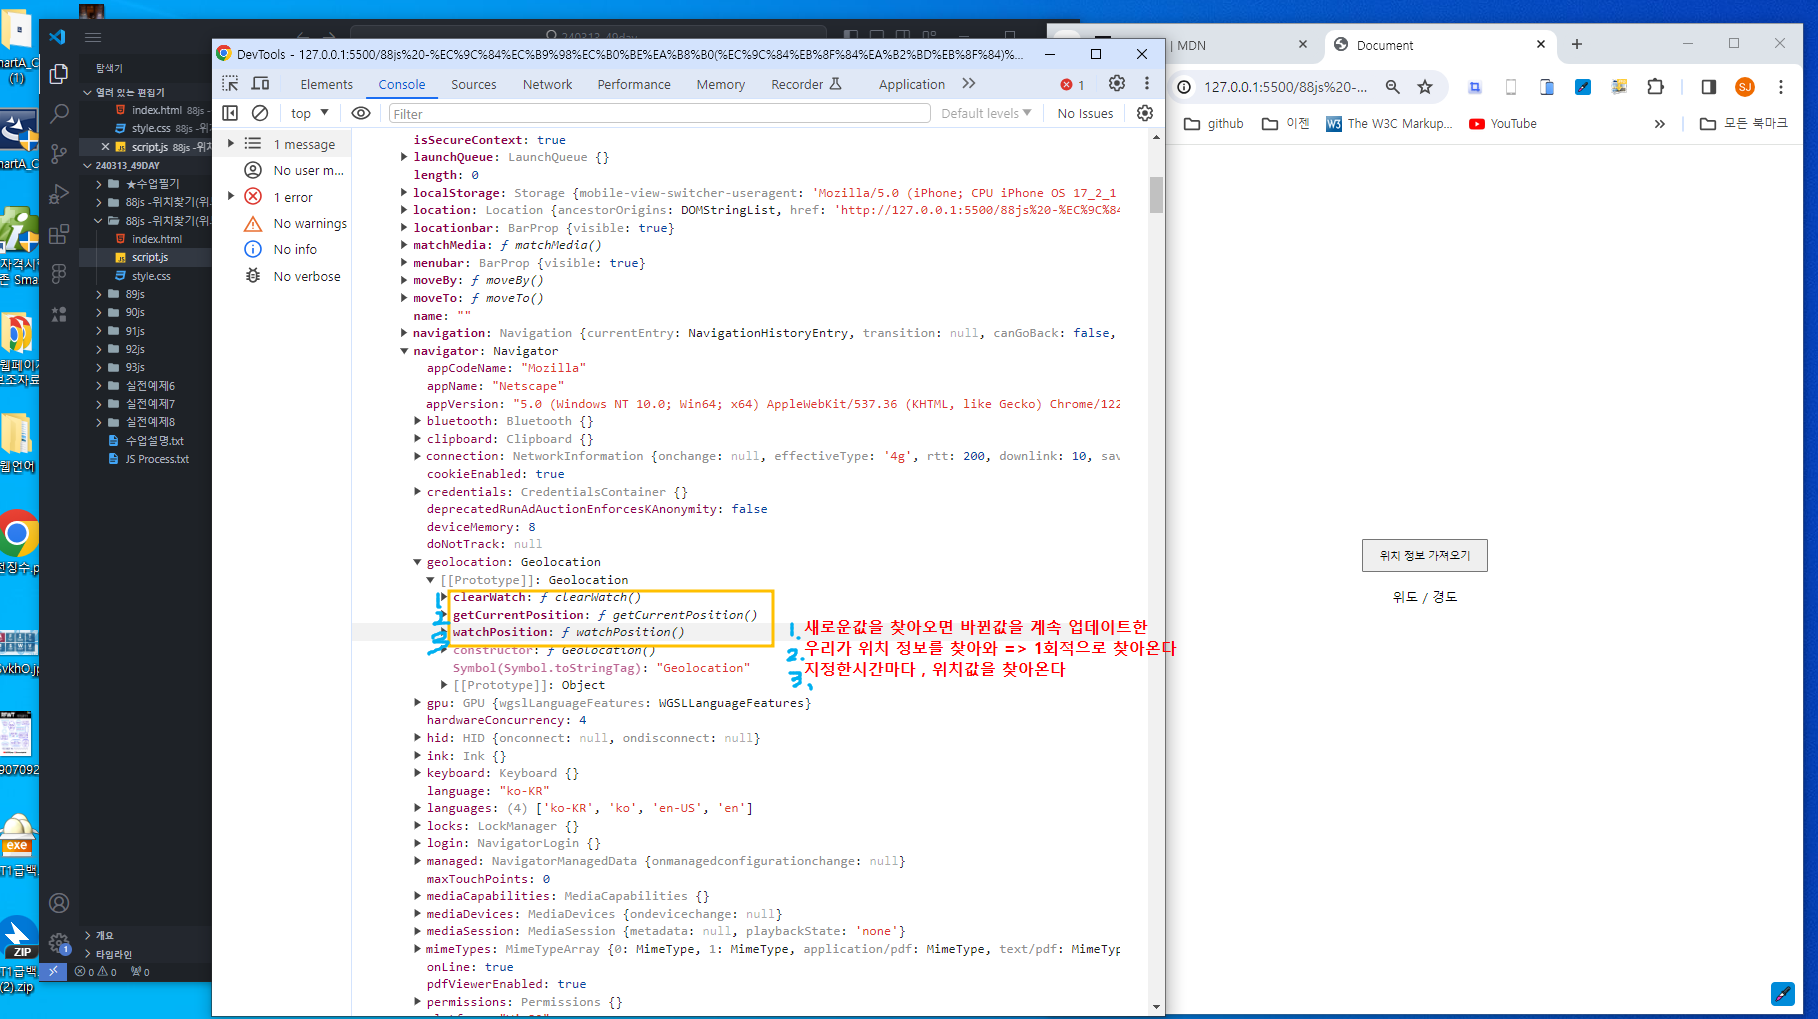 DevTools - 127.0.0.1:5500/88js%20-%EC%9C%84%EC%B9%98%EC%B0%BE%EA%B8%B0(%EC%9C%84%EB%8F%84%EA%B2%BD%EB%8F%84)%...
Elements Console Sources Network Performance Memory Recorder Application 1
top Filter Default levels No Issues
1 message
No user m...
1 error
No warnings
No info
No verbose
isSecureContext: true
launchQueue: LaunchQueue {}
length: 0
localStorage: Storage {mobile-view-switcher-useragent: 'Mozilla/5.0 (iPhone; CPU iPhone OS 17_2_1
location: Location {ancestorOrigins: DOMStringList, href: 'http://127.0.0.1:5500/88js%20-%EC%9C%84
locationbar: BarProp {visible: true}
matchMedia: ƒ matchMedia()
menubar: BarProp {visible: true}
moveBy: ƒ moveBy()
moveTo: ƒ moveTo()
name: ""
navigation: Navigation {currentEntry: NavigationHistoryEntry, transition: null, canGoBack: false,
navigator: Navigator
appCodeName: "Mozilla"
appName: "Netscape"
appVersion: "5.0 (Windows NT 10.0; Win64; x64) AppleWebKit/537.36 (KHTML, like Gecko) Chrome/122
bluetooth: Bluetooth {}
clipboard: Clipboard {}
connection: NetworkInformation {onchange: null, effectiveType: '4g', rtt: 200, downlink: 10, sav
cookieEnabled: true
credentials: CredentialsContainer {}
deprecatedRunAdAuctionEnforcesKAnonymity: false
deviceMemory: 8
doNotTrack: null
geolocation: Geolocation
[[Prototype]]: Geolocation
1 clearWatch: ƒ clearWatch()
2 getCurrentPosition: ƒ getCurrentPosition()
3 watchPosition: ƒ watchPosition()
constructor: ƒ Geolocation()
Symbol(Symbol.toStringTag): "Geolocation"
[[Prototype]]: Object
1. 새로운값을 찾아오면 바뀐값을 계속 업데이트한
2. 우리가 위치 정보를 찾아와 => 1회적으로 찾아온다
3, 지정한시간마다 , 위치값을 찾아온다
gpu: GPU {wgslLanguageFeatures: WGSLLanguageFeatures}
hardwareConcurrency: 4
hid: HID {onconnect: null, ondisconnect: null}
ink: Ink {}
keyboard: Keyboard {}
language: "ko-KR"
languages: (4) ['ko-KR', 'ko', 'en-US', 'en']
locks: LockManager {}
login: NavigatorLogin {}
managed: NavigatorManagedData {onmanagedconfigurationchange: null}
maxTouchPoints: 0
mediaCapabilities: MediaCapabilities {}
mediaDevices: MediaDevices {ondevicechange: null}
mediaSession: MediaSession {metadata: null, playbackState: 'none'}
mimeTypes: MimeTypeArray {0: MimeType, 1: MimeType, application/pdf: MimeType, text/pdf: MimeTyp
onLine: true
pdfViewerEnabled: true
permissions: Permissions {}
탐색기
열려 있는 편집기
index.html 88js -
style.css 88js -위치
script.js 88js -위치
240313_49DAY
★수업필기
88js -위치찾기(위.
88js -위치찾기(위.
index.html
script.js
style.css
89js
90js
91js
92js
93js
실전예제6
실전예제7
실전예제8
수업설명.txt
JS Process.txt
개요
타임라인
1
0 0 0
| MDN
Document
127.0.0.1:5500/88js%20-...
SJ
github 이젠 The W3C Markup... YouTube 모든 북마크
위치 정보 가져오기
위도 / 경도
martA_C
(1)
martA_C
웹언어
exe
ZIP
(2).zip